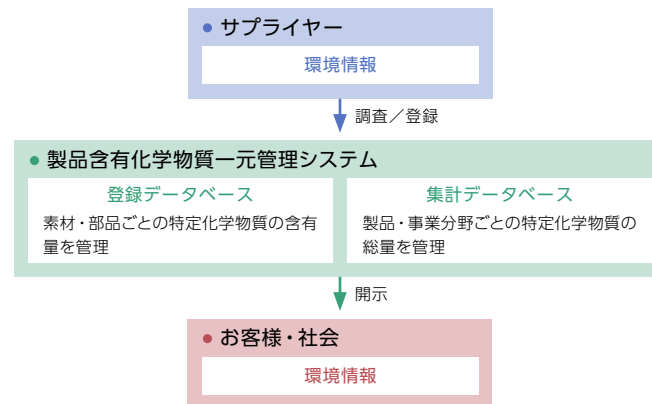 サプライヤー
環境情報
調査／登録
製品含有化学物質一元管理システム
登録データベース
素材・部品ごとの特定化学物質の含有
量を管理
集計データベース
製品・事業分野ごとの特定化学物質の
総量を管理
開示
お客様・社会
環境情報